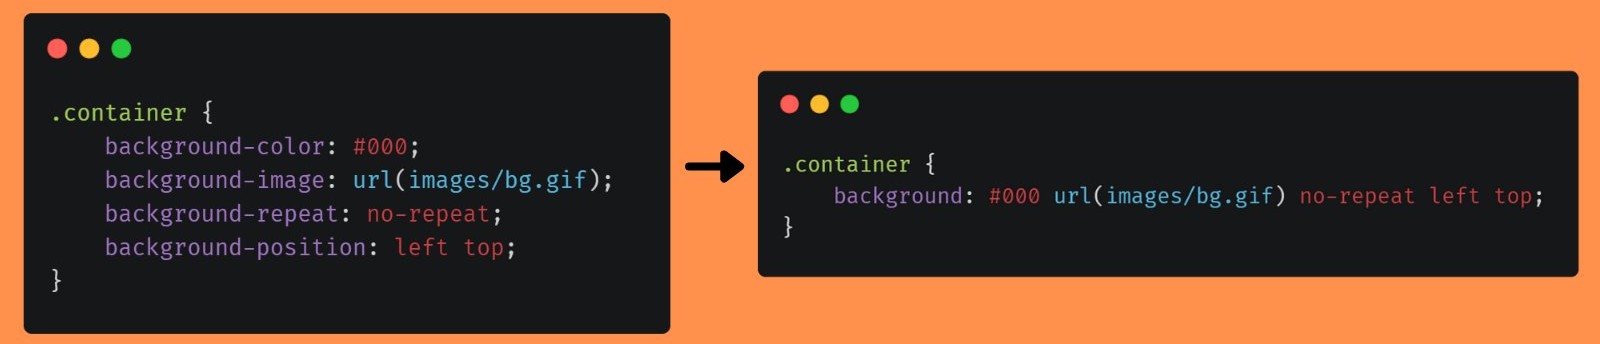 .container {
    background-color: #000;
    background-image: url(images/bg.gif);
    background-repeat: no-repeat;
    background-position: left top;
}
.container {
    background: #000 url(images/bg.gif) no-repeat left top;
}